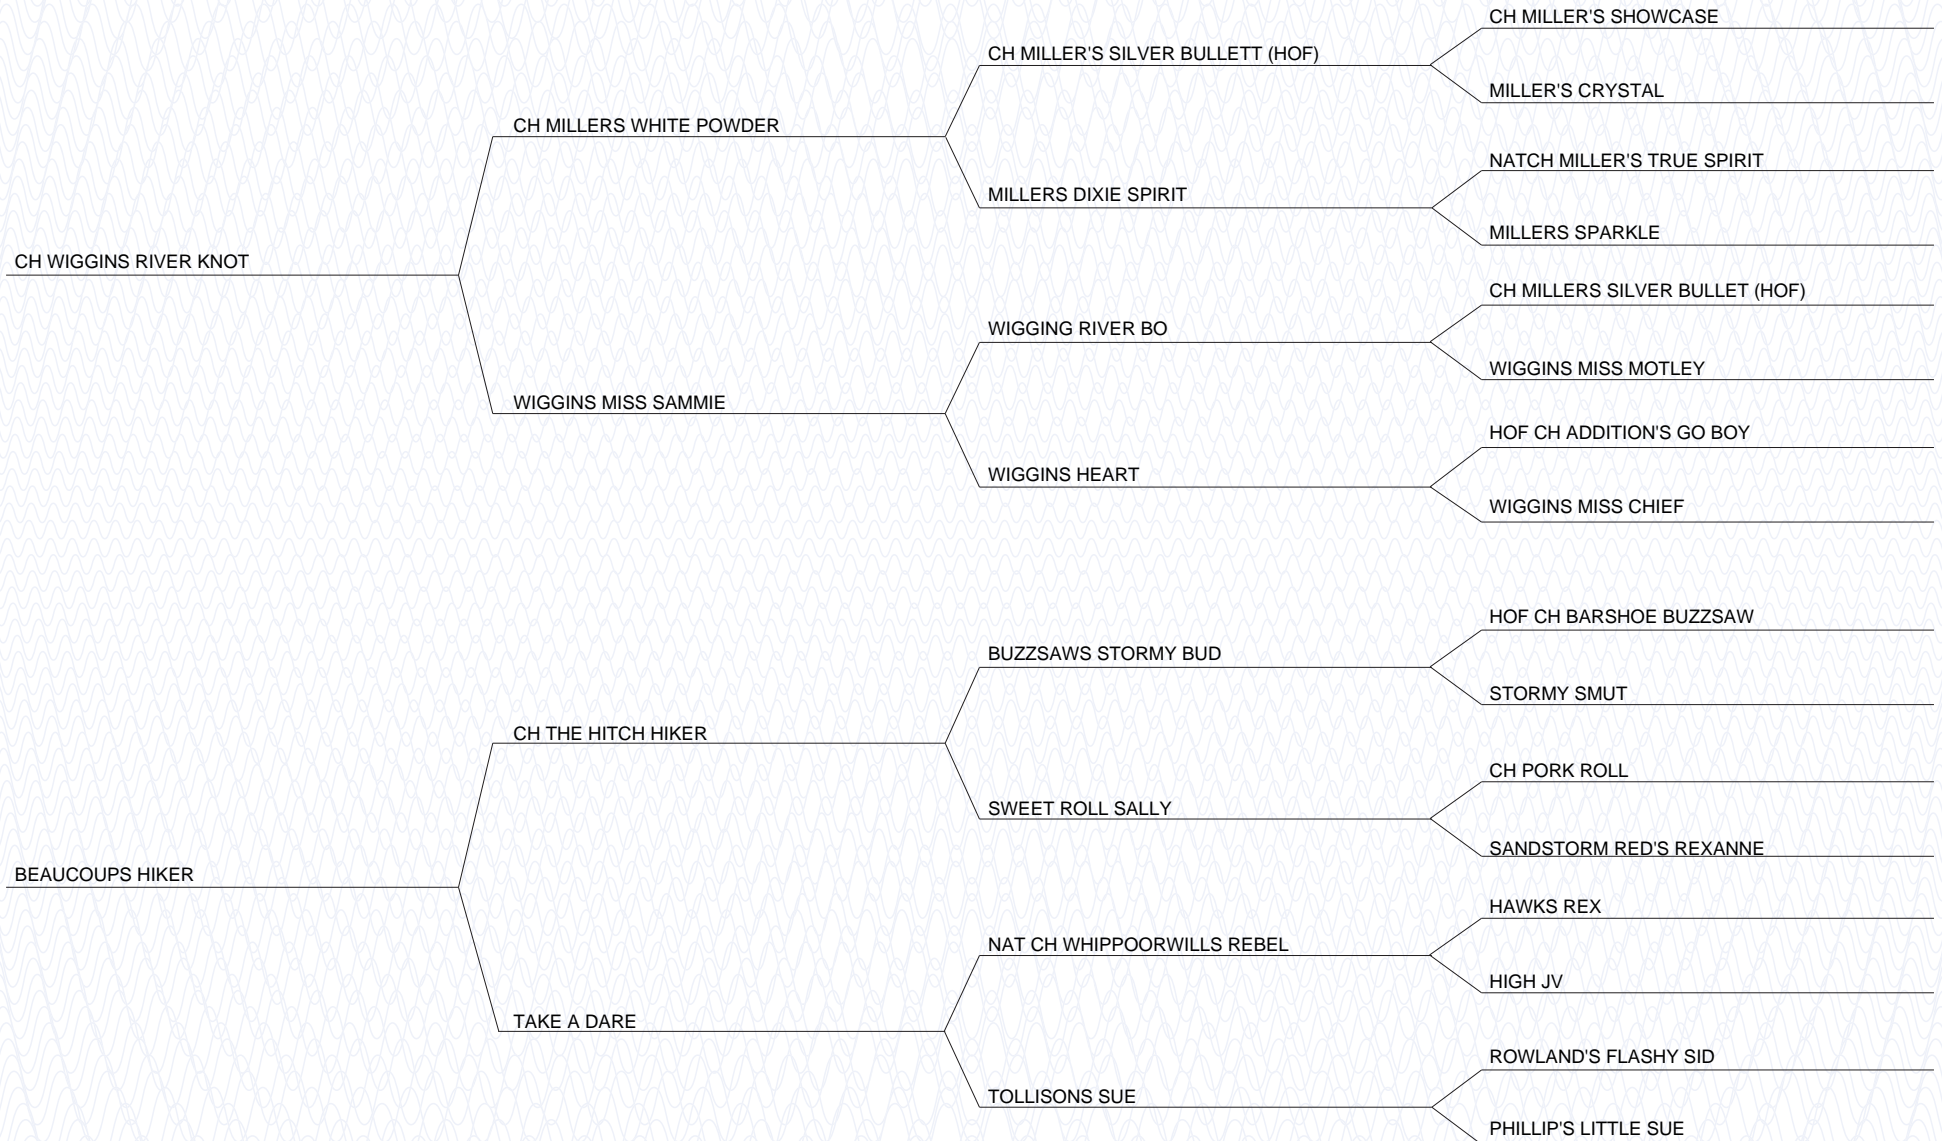 CH MILLER'S SHOWCASE
CH MILLER'S SILVER BULLETT (HOF)
MILLER'S CRYSTAL
CH MILLERS WHITE POWDER
NATCH MILLER'S TRUE SPIRIT
MILLERS DIXIE SPIRIT
MILLERS SPARKLE
CH WIGGINS RIVER KNOT
CH MILLERS SILVER BULLET (HOF)
WIGGING RIVER BO
WIGGINS MISS MOTLEY
WIGGINS MISS SAMMIE
HOF CH ADDITION'S GO BOY
WIGGINS HEART
WIGGINS MISS CHIEF
HOF CH BARSHOE BUZZSAW
BUZZSAWS STORMY BUD
STORMY SMUT
CH THE HITCH HIKER
CH PORK ROLL
SWEET ROLL SALLY
SANDSTORM RED'S REXANNE
BEAUCOUPS HIKER
HAWKS REX
NAT CH WHIPPOORWILLS REBEL
HIGH JV
TAKE A DARE
ROWLAND'S FLASHY SID
TOLLISONS SUE
PHILLIP'S LITTLE SUE